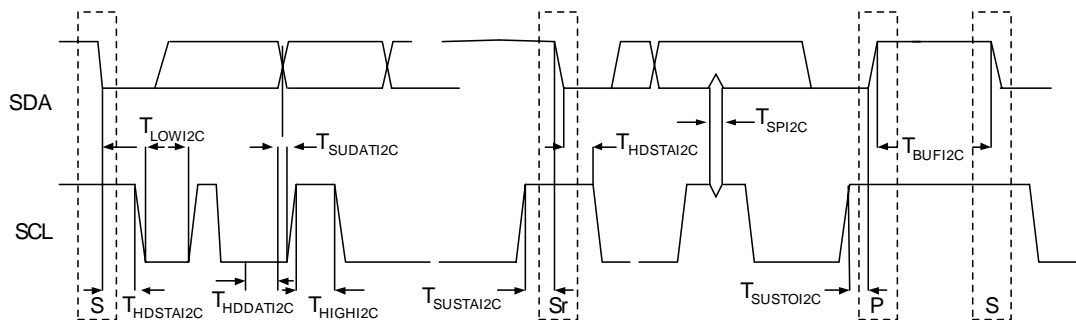 SDA
T_LOWI2C
T_SUDATI2C
T_SPI2C
T_HDSTAI2C
T_BUFI2C
SCL
S
T_HDSTAI2C
T_HDDATI2C
T_HIGHI2C
T_SUSTAI2C
Sr
T_SUSTOI2C
P
S